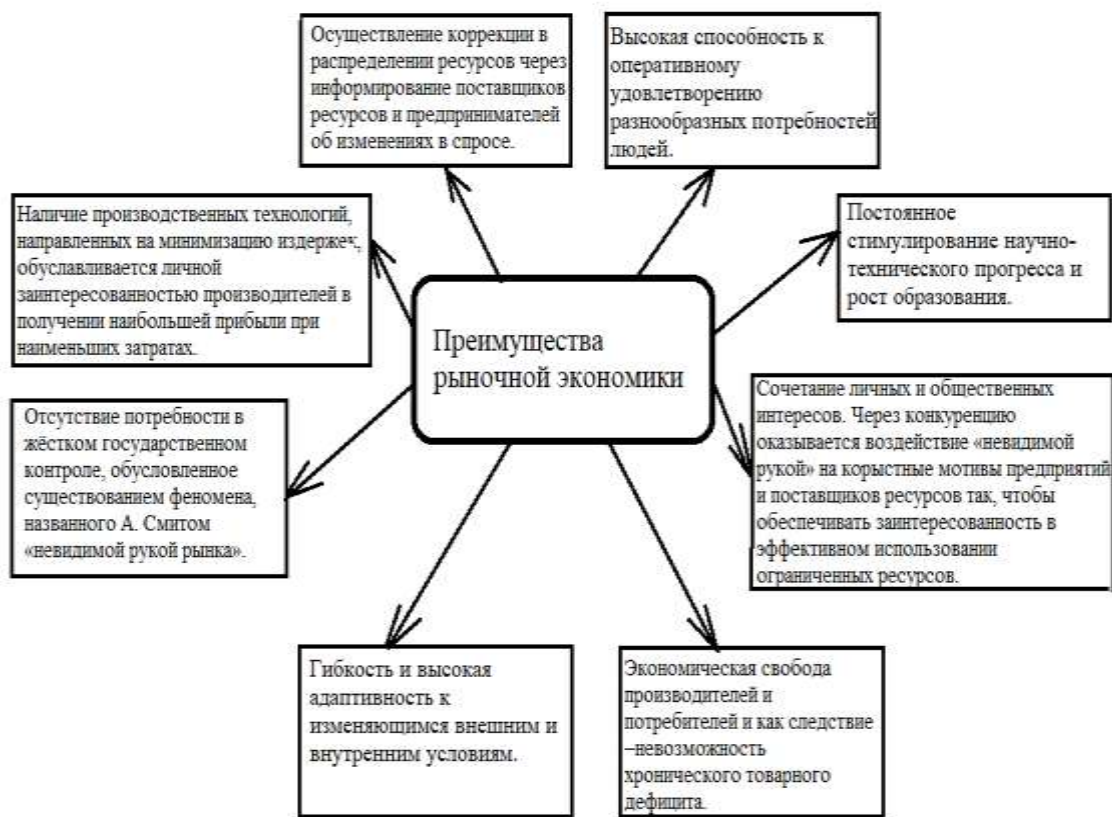 Осуществление коррекции в
распределении ресурсов через
информирование поставщиков
ресурсов и предпринимателей
об изменениях в спросе.
Высокая способность к
оперативному
удовлетворению
разнообразных потребностей
людей.
Наличие производственных технологий,
направленных на минимизацию издержек,
обуславливается личной
заинтересованностью производителей в
получении наибольшей прибыли при
наименьших затратах.
Постоянное
стимулирование научно-
технического прогресса и
рост образования.
Преимущества
рыночной экономики
Отсутствие потребности в
жёстком государственном
контроле, обусловленное
существованием феномена,
названного А. Смитом
«невидимой рукой рынка».
Сочетание личных и общественных
интересов. Через конкуренцию
оказывается воздействие «невидимой
рукой» на корыстные мотивы предприятий
и поставщиков ресурсов так, чтобы
обеспечивать заинтересованность в
эффективном использовании
ограниченных ресурсов.
Гибкость и высокая
адаптивность к
изменяющимся внешним и
внутренним условиям.
Экономическая свобода
производителей и
потребителей и как следствие
–невозможность
хронического товарного
дефицита.